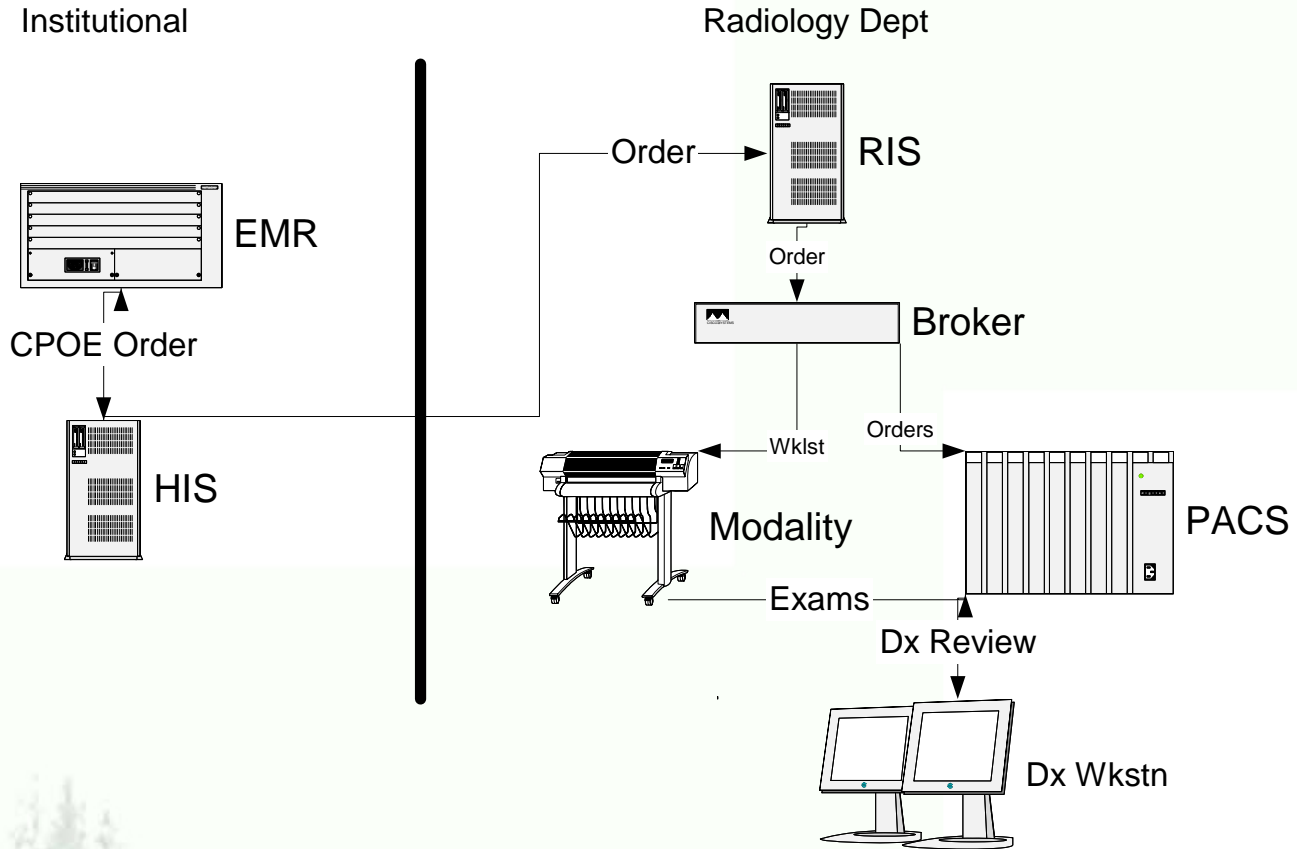 Institutional
Radiology Dept
Order
RIS
EMR
Order
CPOE Order
Broker
Wklst
Orders
HIS
Modality
PACS
Exams
Dx Review
Dx Wkstn